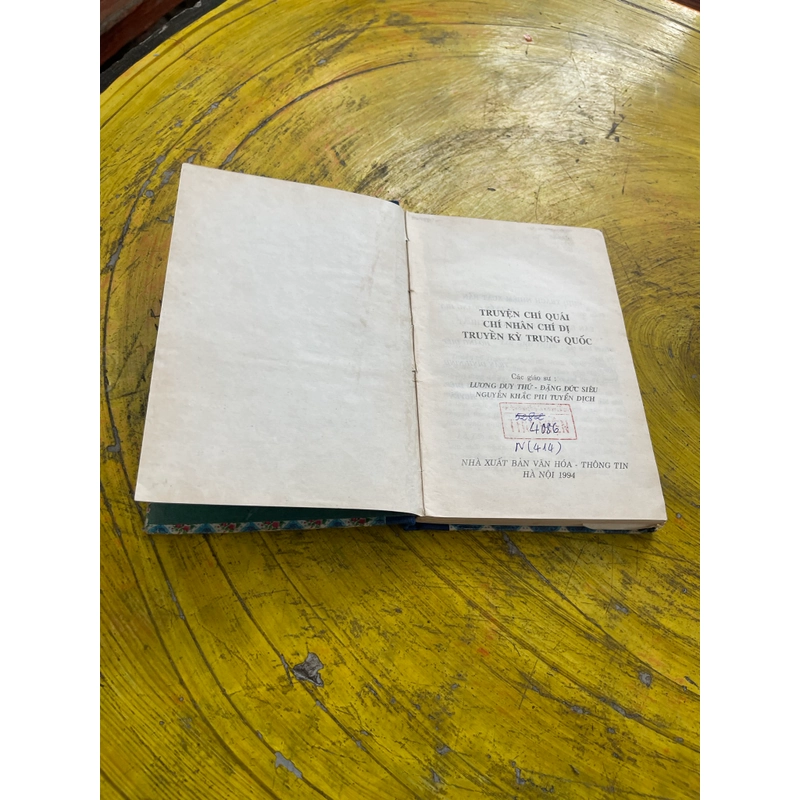 TRUYỆN CHÍ QUÁI
CHÍ NHÂN CHÍ DỊ
TRUYỀN KỲ TRUNG QUỐC
Các giáo sư :
LƯƠNG DUY THỨ - ĐẶNG ĐỨC SIÊU
NGUYỄN KHẮC PHI TUYỂN DỊCH
4086
N(414)
NHÀ XUẤT BẢN VĂN HÓA - THÔNG TIN
HÀ NỘI 1994